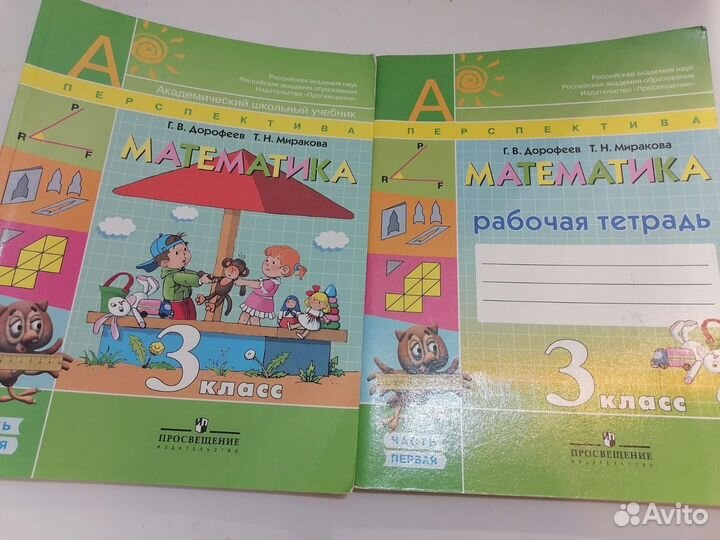 А
Российская академия наук
Российская академия образования
Издательство «Просвещение»
Академический школьный учебник
ПЕРСПЕКТИВА
Г. В. Дорофеев Т. Н. Миракова
МАТЕМАТИКА
P
R
F
3 класс
ПРОСВЕЩЕНИЕ
ИЗДАТЕЛЬСТВО
А
Российская академия наук
Российская академия образования
Издательство «Просвещение»
ПЕРСПЕКТИВА
Г. В. Дорофеев Т. Н. Миракова
МАТЕМАТИКА
рабочая тетрадь
P
R
F
3 класс
ЧАСТЬ
ПЕРВАЯ
ПРОСВЕЩЕНИЕ
ИЗДАТЕЛЬСТВО
Avito